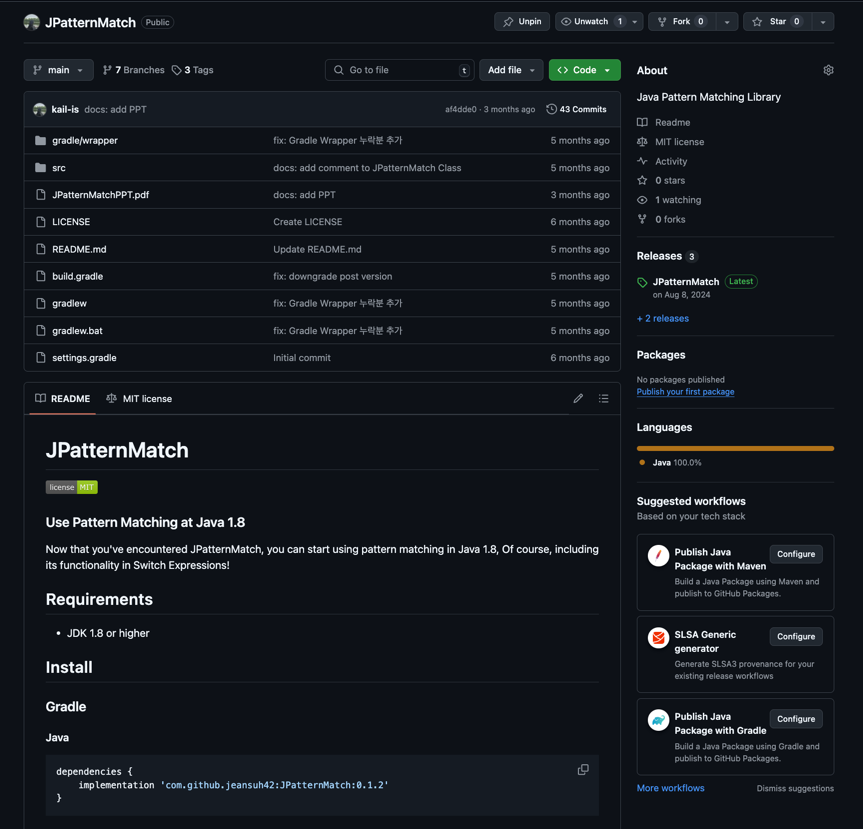 JPatternMatch Public
Unpin Unwatch 1 Fork 0 Star 0
main 7 Branches 3 Tags Go to file t Add file Code
kail-is docs: add PPT af4dde0 · 3 months ago 43 Commits
gradle/wrapper fix: Gradle Wrapper 누락분 추가 5 months ago
src docs: add comment to JPatternMatch Class 5 months ago
JPatternMatchPPT.pdf docs: add PPT 3 months ago
LICENSE Create LICENSE 6 months ago
README.md Update README.md 5 months ago
build.gradle fix: downgrade post version 5 months ago
gradlew fix: Gradle Wrapper 누락분 추가 5 months ago
gradlew.bat fix: Gradle Wrapper 누락분 추가 5 months ago
settings.gradle Initial commit 6 months ago
README MIT license
JPatternMatch
license MIT
Use Pattern Matching at Java 1.8
Now that you've encountered JPatternMatch, you can start using pattern matching in Java 1.8, Of course, including
its functionality in Switch Expressions!
Requirements
• JDK 1.8 or higher
Install
Gradle
Java
dependencies {
    implementation 'com.github.jeansuh42:JPatternMatch:0.1.2'
}
About
Java Pattern Matching Library
Readme
MIT license
Activity
0 stars
1 watching
0 forks
Releases 3
JPatternMatch Latest
on Aug 8, 2024
+ 2 releases
Packages
No packages published
Publish your first package
Languages
Java 100.0%
Suggested workflows
Based on your tech stack
Publish Java
Package with Maven
Configure
Build a Java Package using Maven and
publish to GitHub Packages.
SLSA Generic
generator
Configure
Generate SLSA3 provenance for your
existing release workflows
Publish Java
Package with Gradle
Configure
Build a Java Package using Gradle and
publish to GitHub Packages.
More workflows Dismiss suggestions